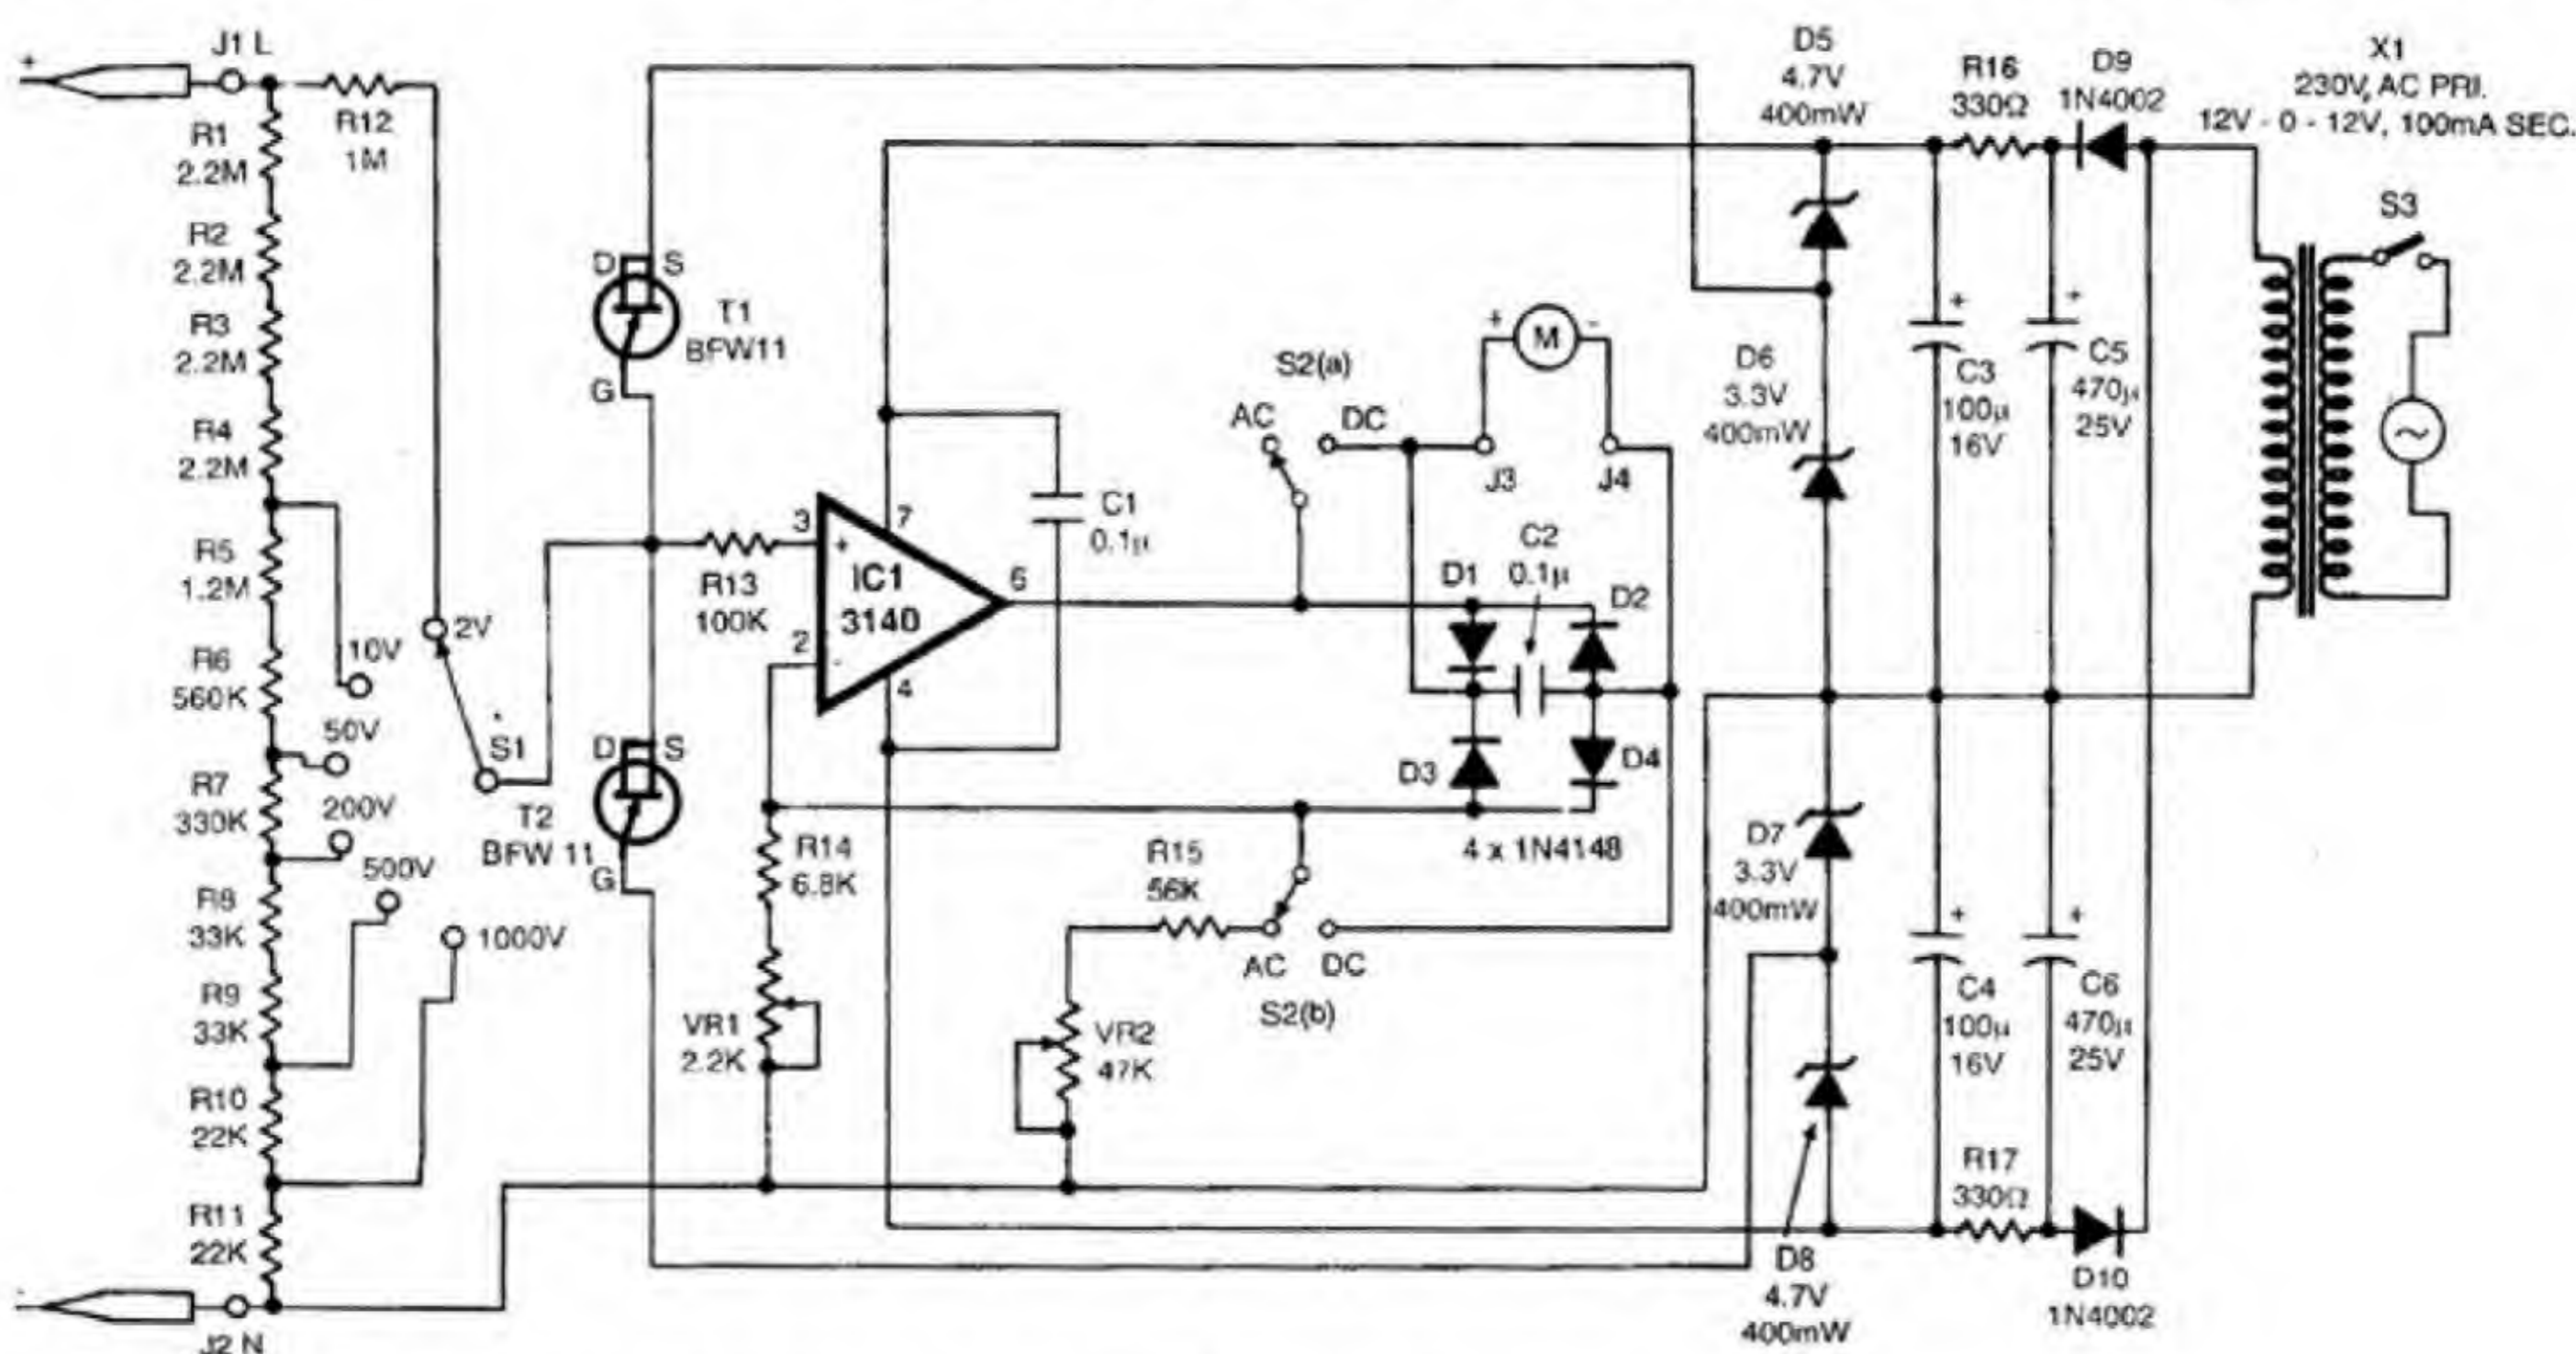 +
J1 L
R12
1M
R1
2.2M
R2
2.2M
R3
2.2M
R4
2.2M
R5
1.2M
R6
560K
R7
330K
R8
33K
R9
33K
R10
22K
R11
22K
-
J2 N
2V
10V
50V
200V
500V
1000V
S1
D S
T1
BFW11
G
D S
T2
BFW 11
G
R13
100K
3
+
2
-
7
IC1
3140
6
4
C1
0.1µ
R14
6.8K
VR1
2.2K
S2(a)
AC
DC
+
M
-
J3
J4
D1
C2
0.1µ
D2
D3
D4
4 x 1N4148
R15
56K
AC
DC
S2(b)
VR2
47K
D5
4.7V
400mW
D6
3.3V
400mW
D7
3.3V
400mW
D8
4.7V
400mW
R16
330Ω
D9
1N4002
+
C3
100µ
16V
+
C5
470µ
25V
+
C4
100µ
16V
+
C6
470µ
25V
R17
330Ω
D10
1N4002
X1
230V, AC PRI.
12V - 0 - 12V, 100mA SEC.
S3
~